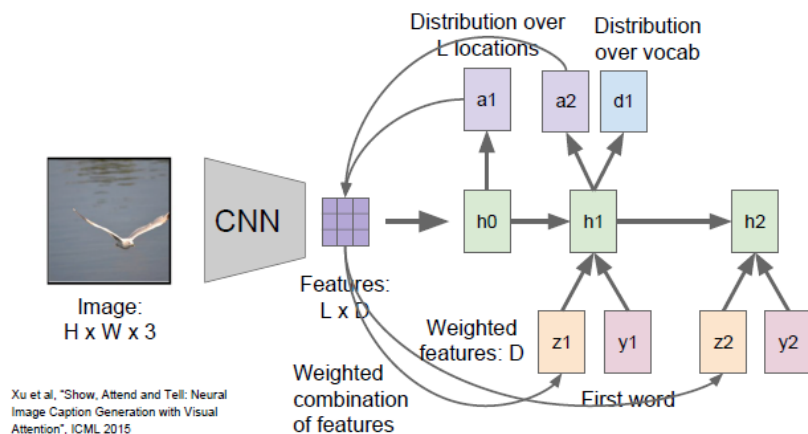 Distribution over
L locations
Distribution
over vocab
a1
a2
d1
CNN
h0
h1
h2
Image:
H x W x 3
Features:
L x D
Weighted
features: D
z1
y1
z2
y2
Weighted
combination
of features
First word
Xu et al, "Show, Attend and Tell: Neural
Image Caption Generation with Visual
Attention", ICML 2015